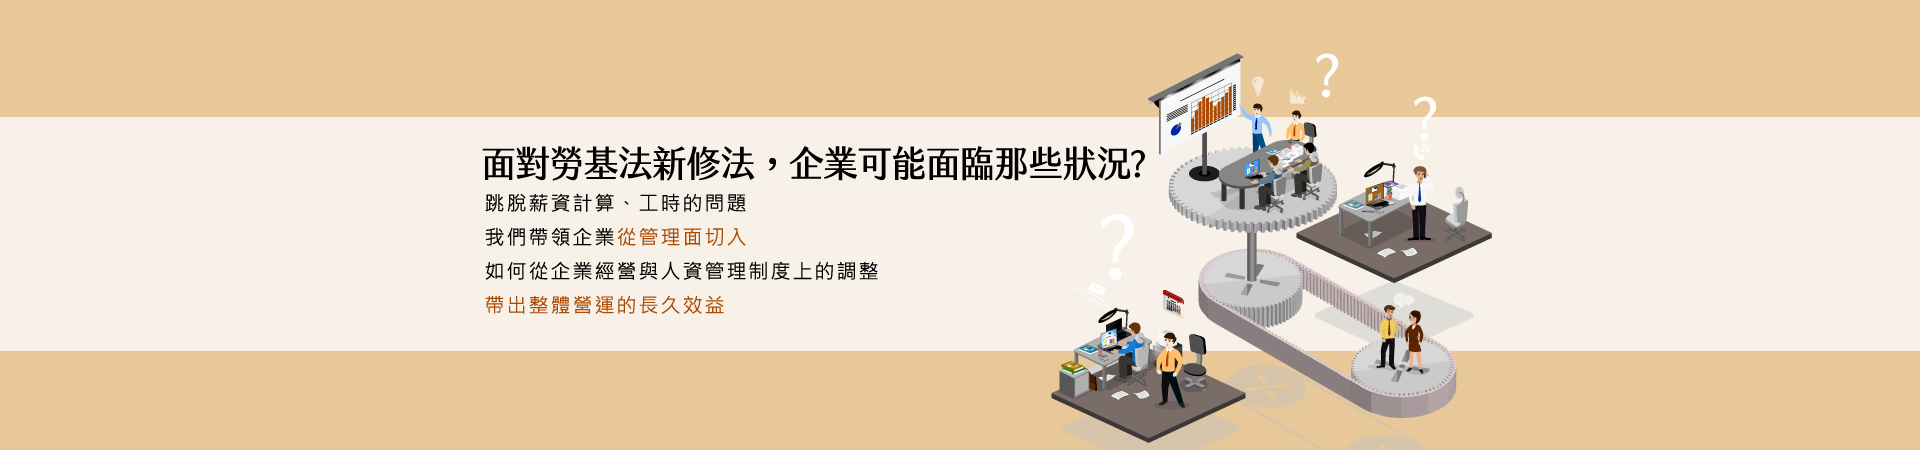 面對勞基法新修法，企業可能面臨那些狀況?
跳脫薪資計算、工時的問題
我們帶領企業從管理面切入
如何從企業經營與人資管理制度上的調整
帶出整體營運的長久效益
?
?
?